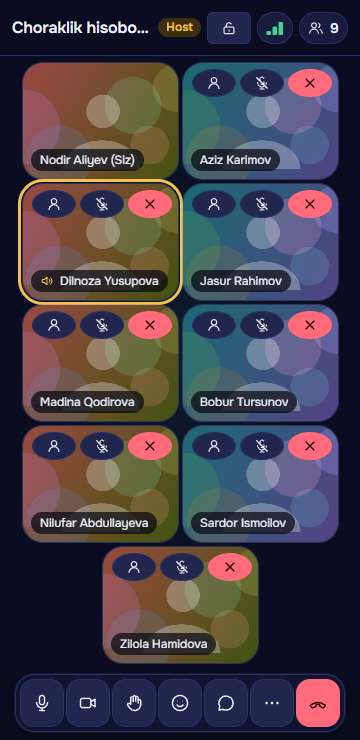 Choraklik hisobo...
Host
9
Nodir Aliyev (Siz)
Aziz Karimov
Dilnoza Yusupova
Jasur Rahimov
Madina Qodirova
Bobur Tursunov
Nilufar Abdullayeva
Sardor Ismoilov
Zilola Hamidova